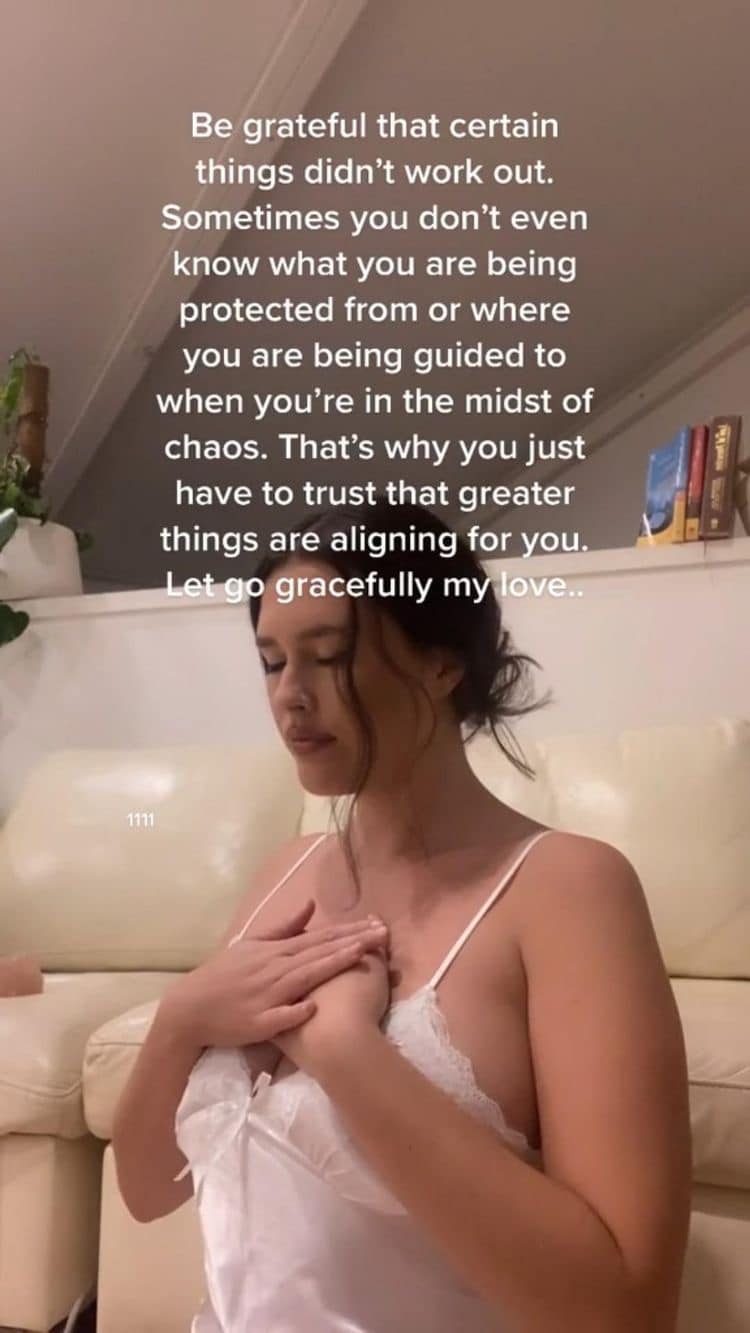 Be grateful that certain
things didn’t work out.
Sometimes you don’t even
know what you are being
protected from or where
you are being guided to
when you’re in the midst of
chaos. That’s why you just
have to trust that greater
things are aligning for you.
Let go gracefully my love..
1111